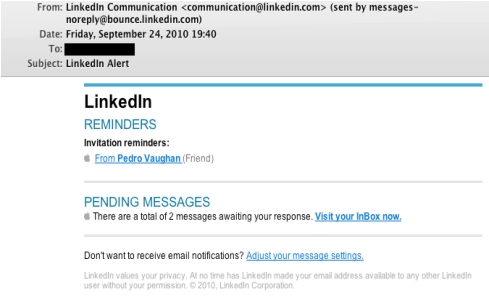 From: LinkedIn Communication <communication@linkedin.com> (sent by messages-
noreply@bounce.linkedin.com)
Date: Friday, September 24, 2010 19:40
To:
Subject: LinkedIn Alert
LinkedIn
REMINDERS
Invitation reminders:
From Pedro Vaughan (Friend)
PENDING MESSAGES
There are a total of 2 messages awaiting your response. Visit your InBox now.
Don't want to receive email notifications? Adjust your message settings.
LinkedIn values your privacy. At no time has LinkedIn made your email address available to any other LinkedIn
user without your permission. © 2010, LinkedIn Corporation.